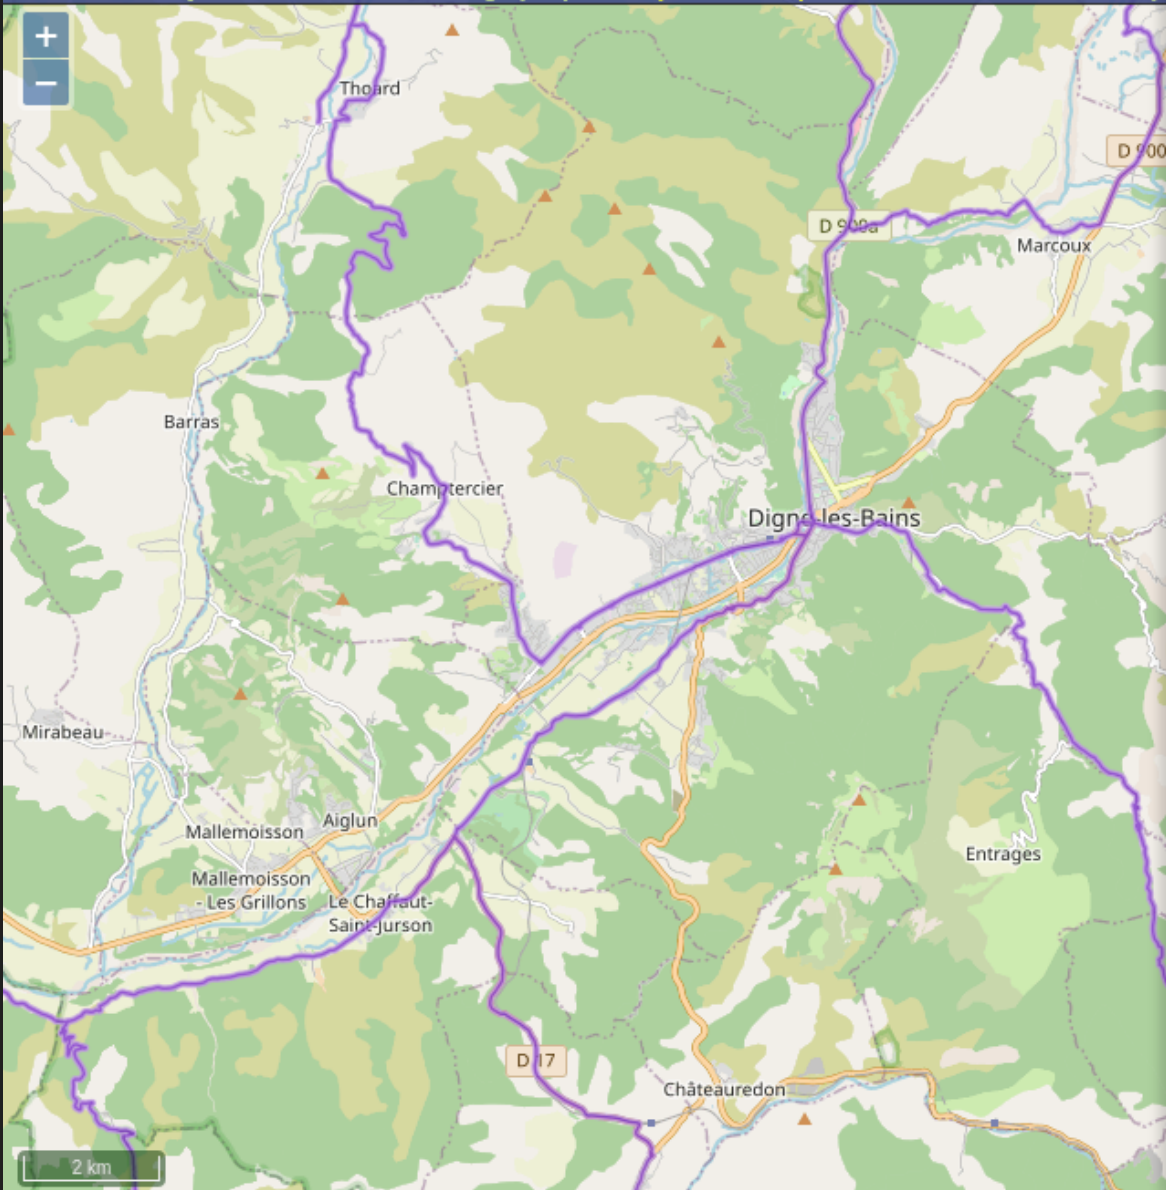 +
−
Thoard
D 900
D 900a
Marcoux
Barras
Champtercier
Digne-les-Bains
Mirabeau
Aiglun
Mallemoisson
Mallemoisson
- Les Grillons
Le Chaffaut-
Saint-Jurson
Entrages
D 17
Châteauredon
2 km